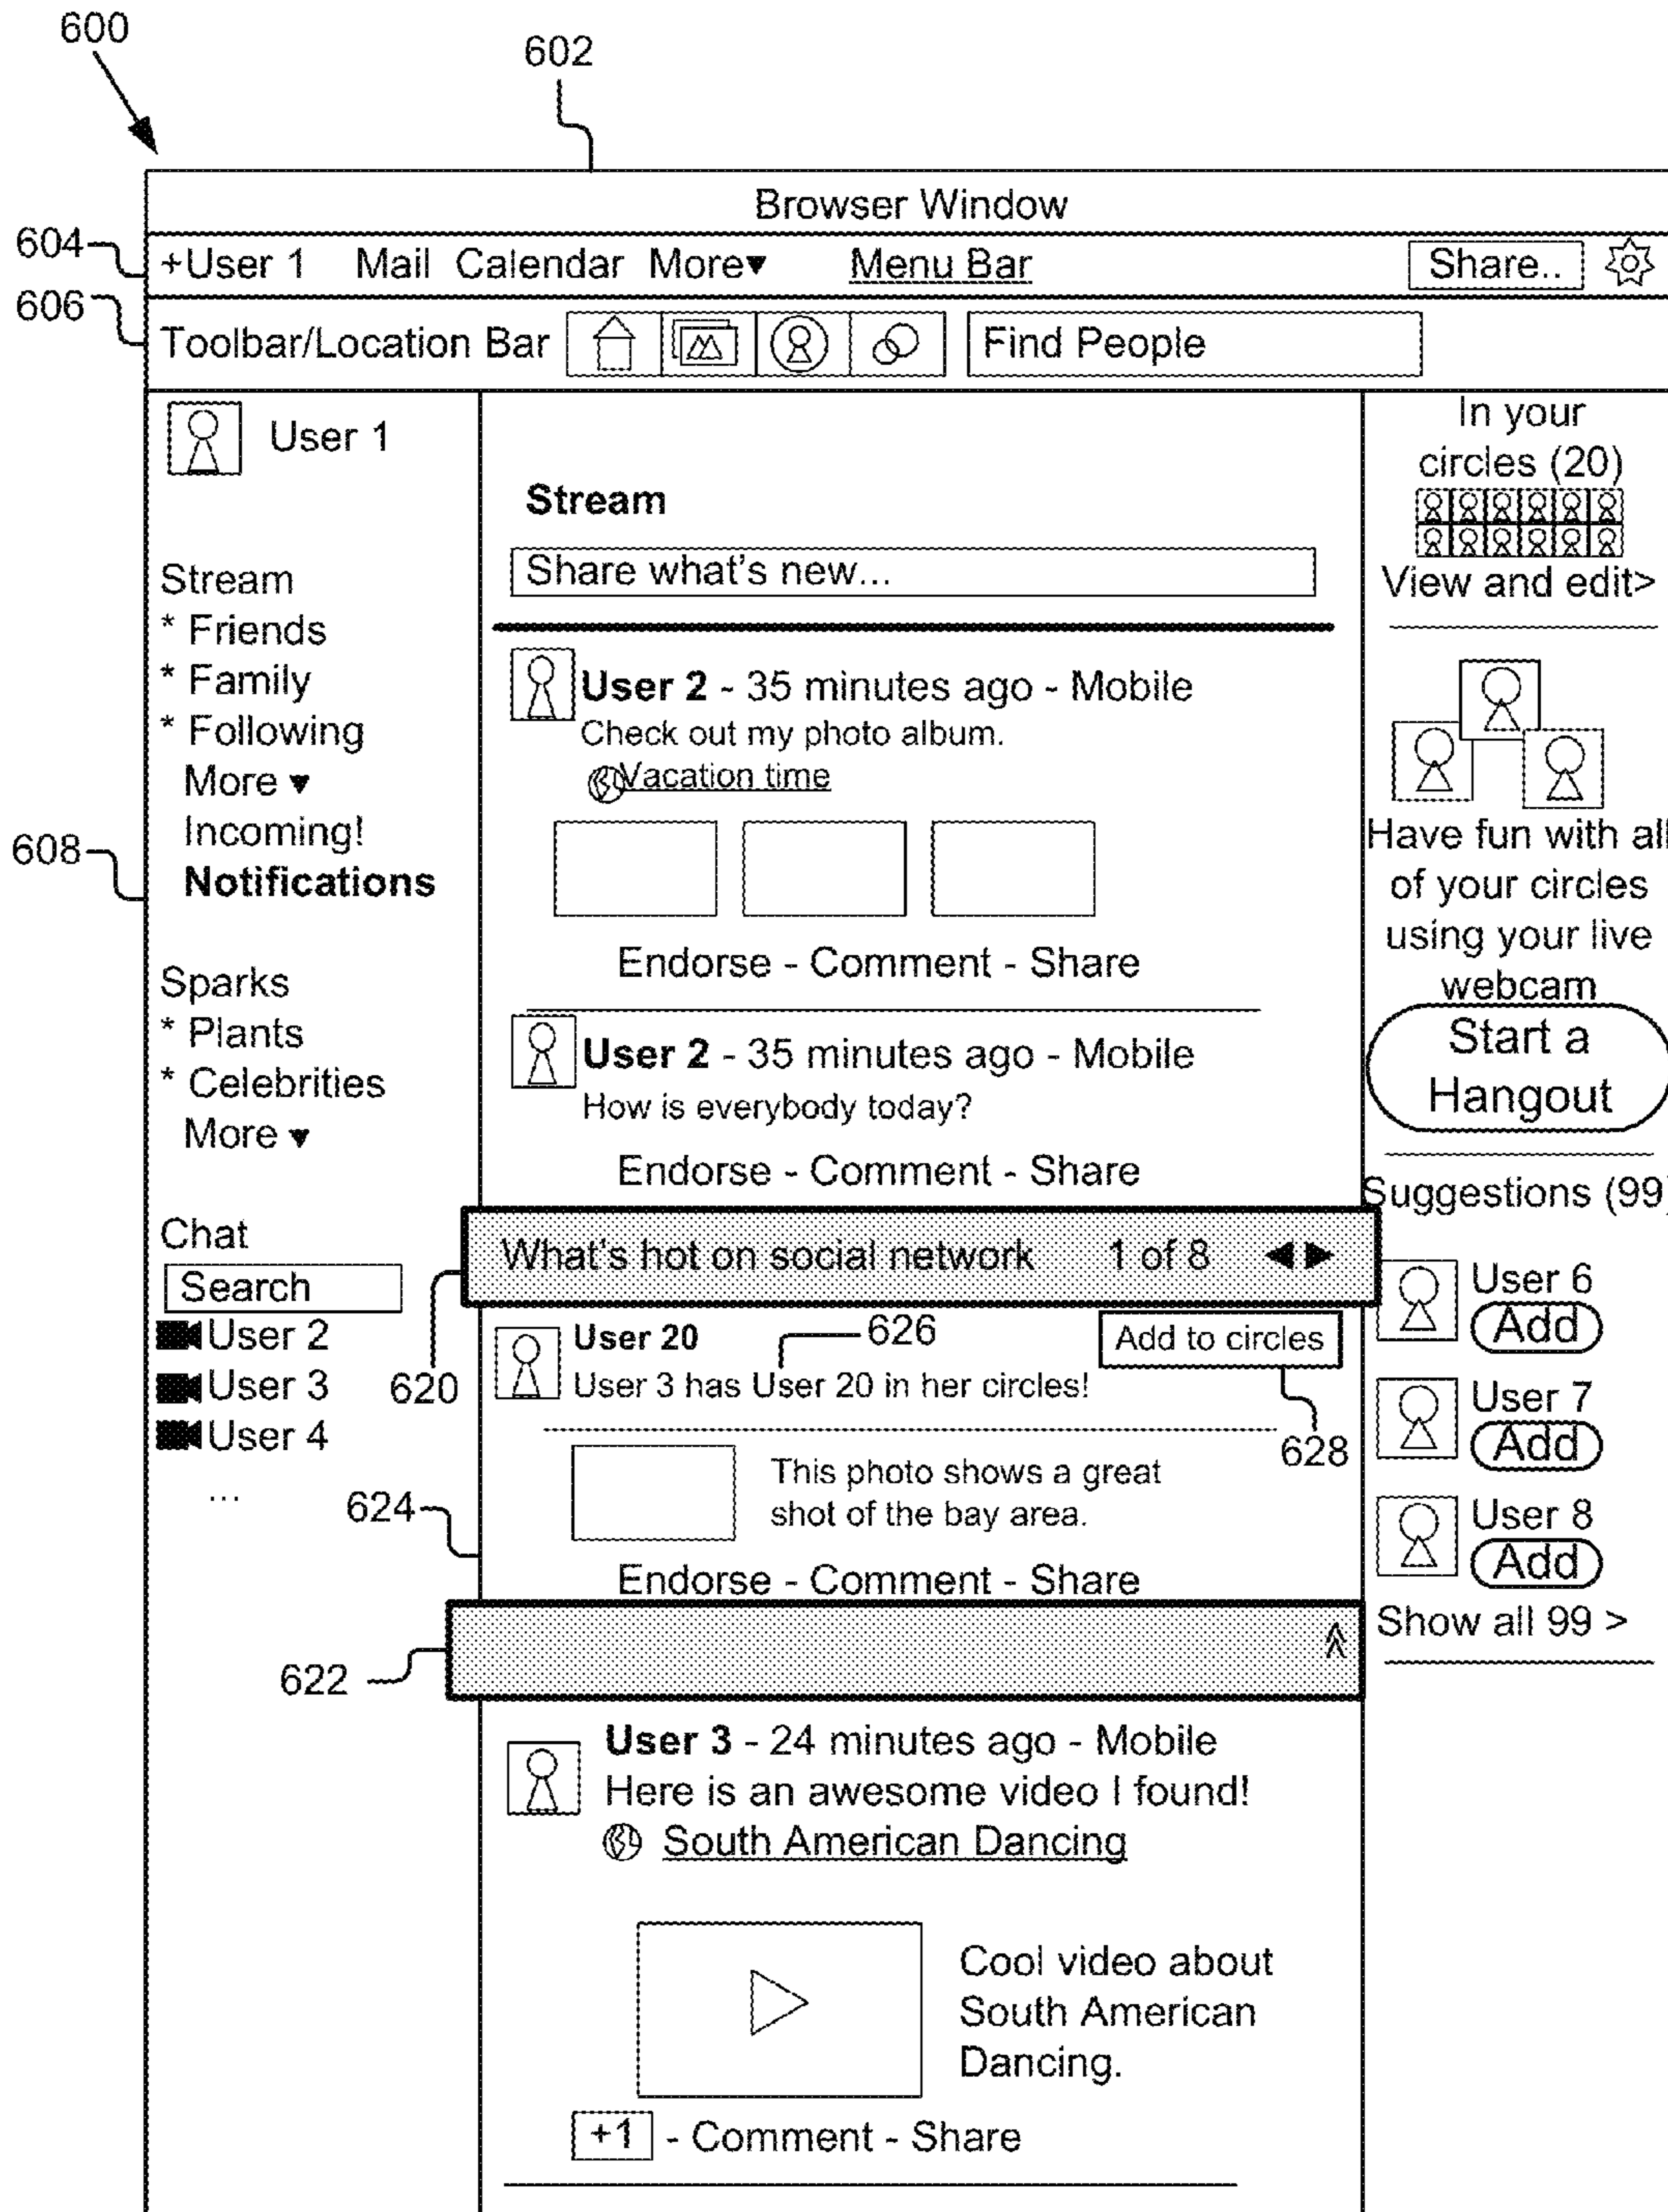 600
602
Browser Window
604
+User 1 Mail Calendar More▾ Menu Bar Share..
606
Toolbar/Location Bar Find People
User 1
Stream
* Friends
* Family
* Following
More ▾
Incoming!
Notifications
608
Sparks
* Plants
* Celebrities
More ▾
Chat
Search
User 2
User 3
User 4
...
Stream
Share what's new...
User 2 - 35 minutes ago - Mobile
Check out my photo album.
Vacation time
Endorse - Comment - Share
User 2 - 35 minutes ago - Mobile
How is everybody today?
Endorse - Comment - Share
What's hot on social network 1 of 8 ◀▶
620
User 20
626
Add to circles
User 3 has User 20 in her circles!
628
This photo shows a great
shot of the bay area.
624
Endorse - Comment - Share
622
User 3 - 24 minutes ago - Mobile
Here is an awesome video I found!
South American Dancing
Cool video about
South American
Dancing.
+1 - Comment - Share
In your
circles (20)
View and edit>
Have fun with all
of your circles
using your live
webcam
Start a
Hangout
Suggestions (99)
User 6
Add
User 7
Add
User 8
Add
Show all 99 >